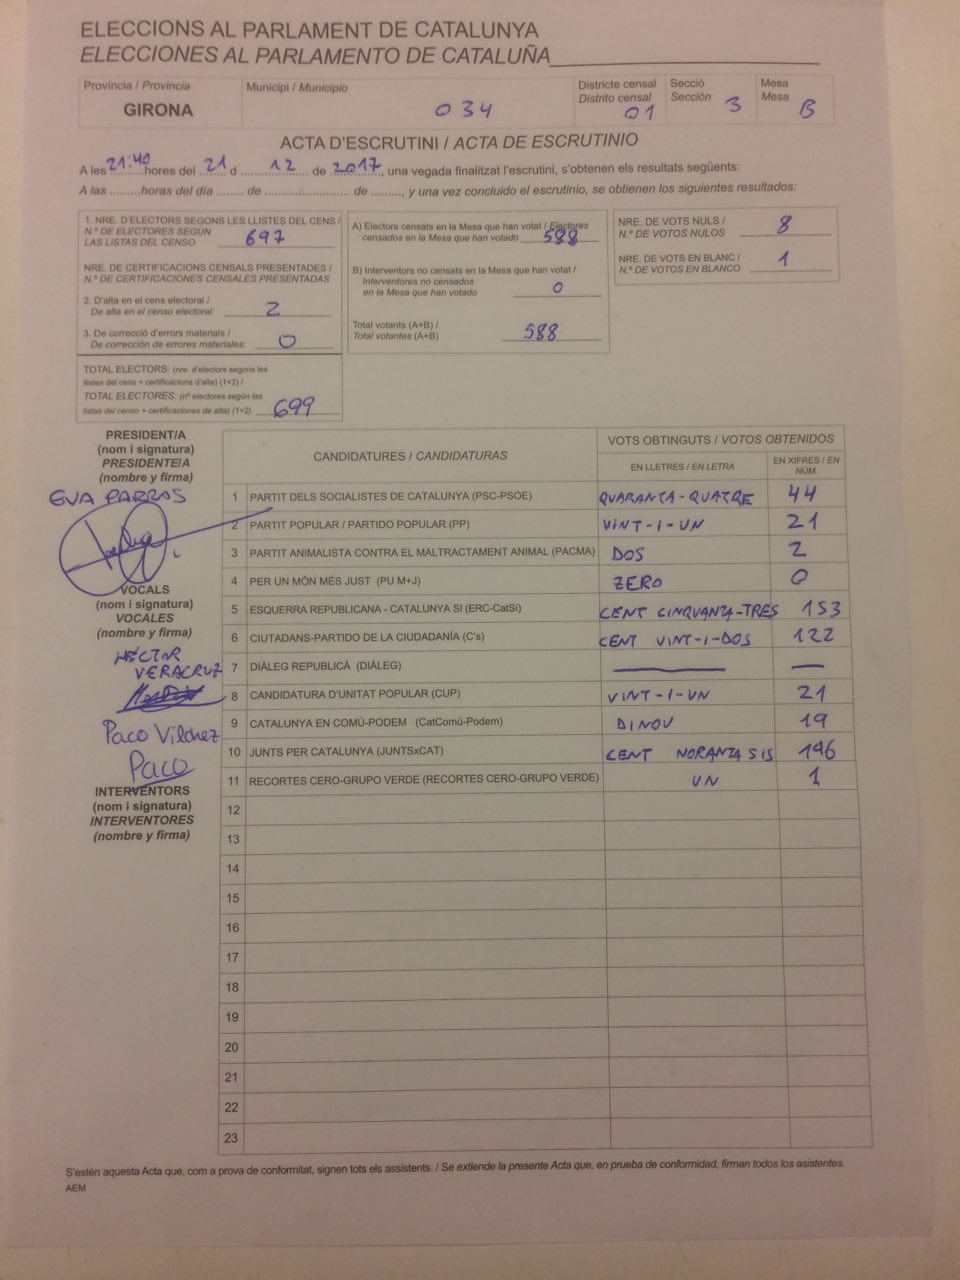 ELECCIONS AL PARLAMENT DE CATALUNYA
ELECCIONES AL PARLAMENTO DE CATALUÑA
Província / Provincia
GIRONA
Municipi / Municipio
034
Districte censal
Distrito censal
01
Secció
Sección
3
Mesa
Mesa
B
ACTA D'ESCRUTINI / ACTA DE ESCRUTINIO
A les 21:40 hores del 21 d 12 de 2017, una vegada finalitzat l'escrutini, s'obtenen els resultats següents:
A las ......... horas del día ....... de .................... de ........, y una vez concluido el escrutinio, se obtienen los siguientes resultados:
1. NRE. D'ELECTORS SEGONS LES LLISTES DEL CENS /
N.º DE ELECTORES SEGÚN
LAS LISTAS DEL CENSO 697
NRE. DE CERTIFICACIONS CENSALS PRESENTADES /
N.º DE CERTIFICACIONES CENSALES PRESENTADAS
2. D'alta en el cens electoral /
De alta en el censo electoral: 2
3. De correcció d'errors materials /
De corrección de errores materiales: 0
TOTAL ELECTORS: (nre. d'electors segons les
llistes del cens + certificacions d'alta) (1+2) /
TOTAL ELECTORES: (nº electores según las
listas del censo + certificaciones de alta) (1+2) 699
A) Electors censats en la Mesa que han votat / Electores
censados en la Mesa que han votado 588
B) Interventors no censats en la Mesa que han votat /
Interventores no censados
en la Mesa que han votado 0
Total votants (A+B) /
Total votantes (A+B) 588
NRE. DE VOTS NULS /
N.º DE VOTOS NULOS 8
NRE. DE VOTS EN BLANC /
N.º DE VOTOS EN BLANCO 1
PRESIDENT/A
(nom i signatura)
PRESIDENTE/A
(nombre y firma)
EVA PARROS
VOCALS
(nom i signatura)
VOCALES
(nombre y firma)
HÉCTOR
VERACRUZ
Paco Vilchez
Paco
INTERVENTORS
(nom i signatura)
INTERVENTORES
(nombre y firma)
CANDIDATURES / CANDIDATURAS
VOTS OBTINGUTS / VOTOS OBTENIDOS
EN LLETRES / EN LETRA
EN XIFRES / EN NÚM.
1 PARTIT DELS SOCIALISTES DE CATALUNYA (PSC-PSOE) QUARANTA-QUATRE 44
2 PARTIT POPULAR / PARTIDO POPULAR (PP) VINT-I-UN 21
3 PARTIT ANIMALISTA CONTRA EL MALTRACTAMENT ANIMAL (PACMA) DOS 2
4 PER UN MÓN MÉS JUST (PU M+J) ZERO 0
5 ESQUERRA REPUBLICANA - CATALUNYA SI (ERC-CatSí) CENT CINQUANTA-TRES 153
6 CIUTADANS-PARTIDO DE LA CIUDADANÍA (C's) CENT VINT-I-DOS 122
7 DIÀLEG REPUBLICÀ (DIÀLEG) — —
8 CANDIDATURA D'UNITAT POPULAR (CUP) VINT-I-UN 21
9 CATALUNYA EN COMÚ-PODEM (CatComú-Podem) DINOU 19
10 JUNTS PER CATALUNYA (JUNTSxCAT) CENT NORANTA SIS 196
11 RECORTES CERO-GRUPO VERDE (RECORTES CERO-GRUPO VERDE) UN 1
12
13
14
15
16
17
18
19
20
21
22
23
S'estén aquesta Acta que, com a prova de conformitat, signen tots els assistents. / Se extiende la presente Acta que, en prueba de conformidad, firman todos los asistentes.
AEM